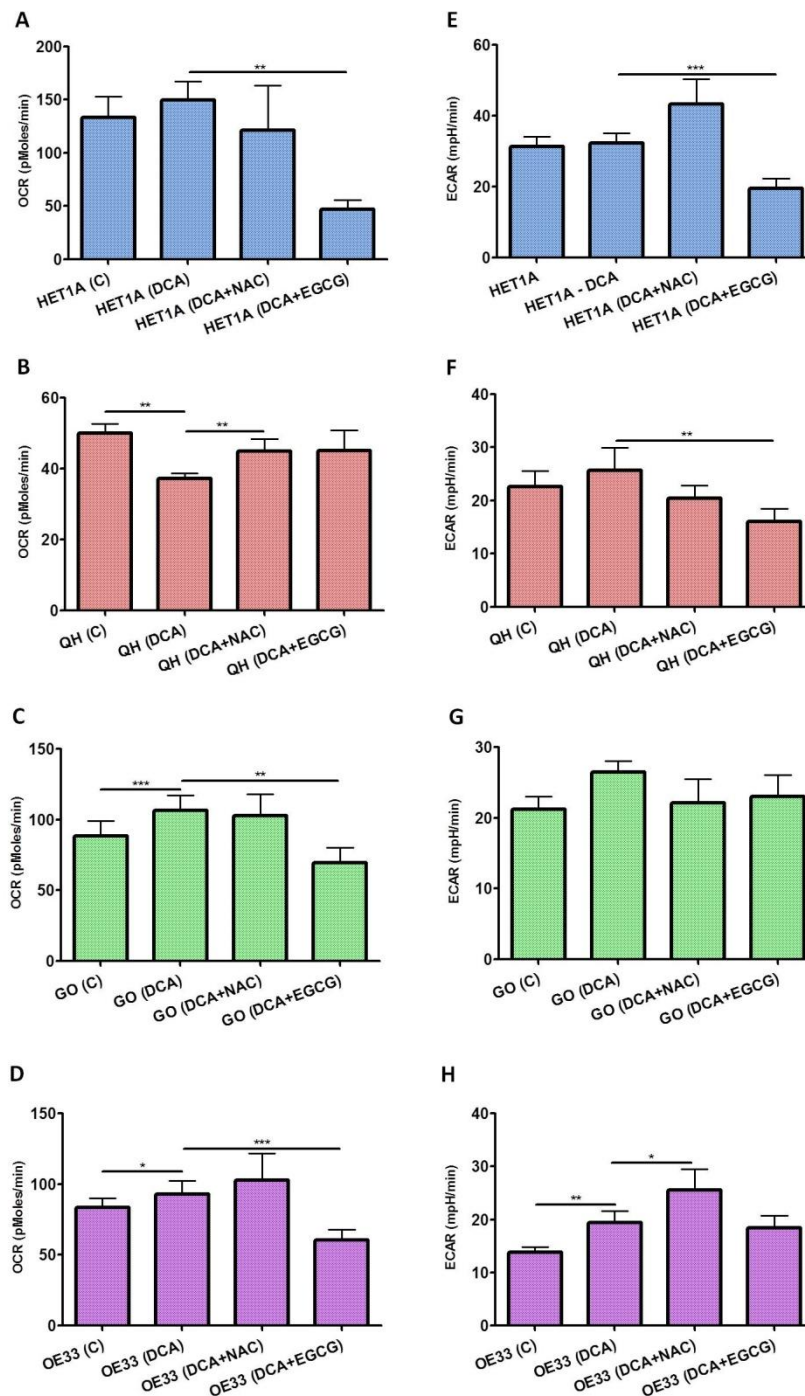 A
OCR (pMoles/min)
200
150
100
50
0
**
HET1A (C)
HET1A (DCA)
HET1A (DCA+NAC)
HET1A (DCA+EGCG)
E
ECAR (mpH/min)
60
40
20
0
***
HET1A
HET1A - DCA
HET1A (DCA+NAC)
HET1A (DCA+EGCG)
B
OCR (pMoles/min)
60
40
20
0
**
**
QH (C)
QH (DCA)
QH (DCA+NAC)
QH (DCA+EGCG)
F
ECAR (mpH/min)
40
30
20
10
0
**
QH (C)
QH (DCA)
QH (DCA+NAC)
QH (DCA+EGCG)
C
OCR (pMoles/min)
150
100
50
0
***
**
GO (C)
GO (DCA)
GO (DCA+NAC)
GO (DCA+EGCG)
G
ECAR (mpH/min)
30
20
10
0
GO (C)
GO (DCA)
GO (DCA+NAC)
GO (DCA+EGCG)
D
OCR (pMoles/min)
150
100
50
0
*
***
OE33 (C)
OE33 (DCA)
OE33 (DCA+NAC)
OE33 (DCA+EGCG)
H
ECAR (mpH/min)
40
30
20
10
0
**
*
OE33 (C)
OE33 (DCA)
OE33 (DCA+NAC)
OE33 (DCA+EGCG)